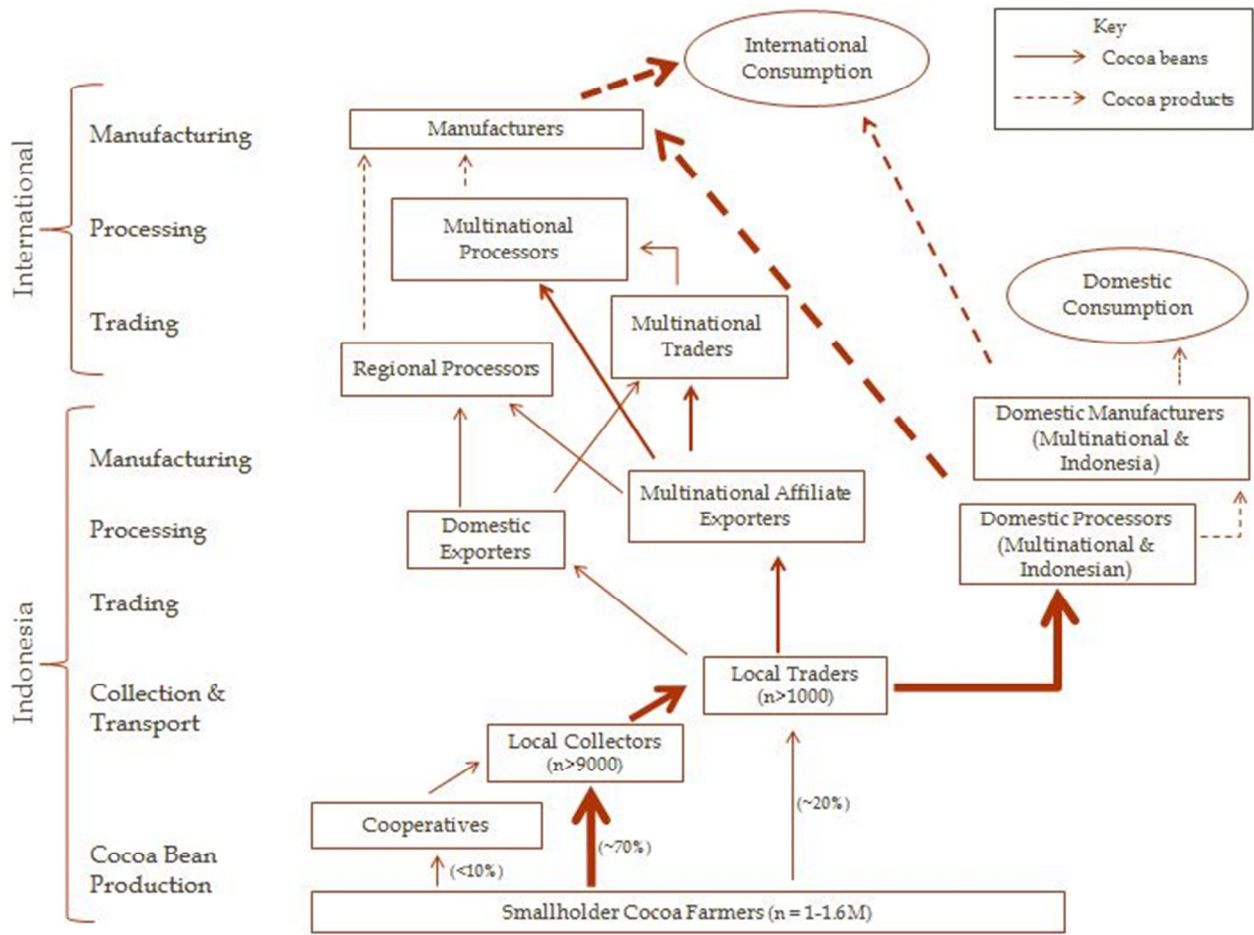 International
Consumption
Key
Cocoa beans
Cocoa products
International
Manufacturing
Processing
Trading
Manufacturers
Multinational
Processors
Multinational
Traders
Regional Processors
Domestic
Consumption
Domestic Manufacturers
(Multinational &
Indonesia)
Indonesia
Manufacturing
Processing
Trading
Collection &
Transport
Cocoa Bean
Production
Multinational Affiliate
Exporters
Domestic
Exporters
Domestic Processors
(Multinational &
Indonesian)
Local Traders
(n>1000)
Local Collectors
(n>9000)
Cooperatives
(~20%)
(~70%)
(<10%)
Smallholder Cocoa Farmers (n = 1-1.6M)